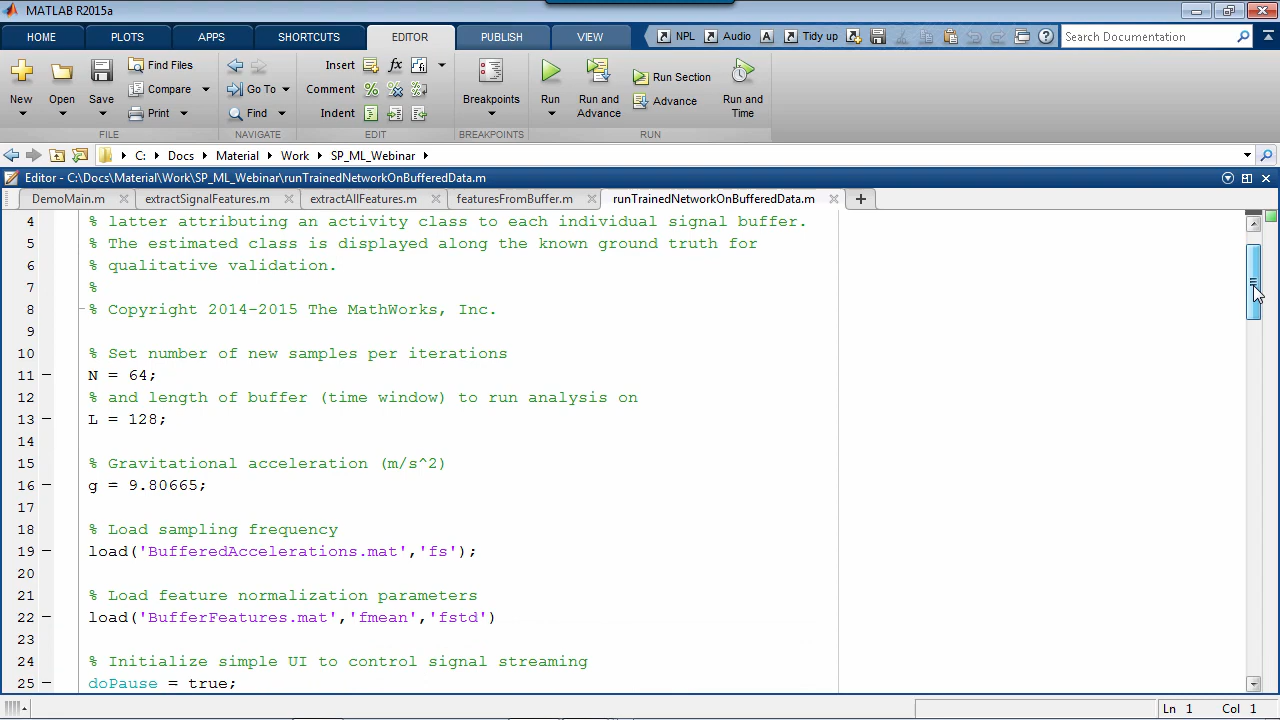 MATLAB R2015a
HOME PLOTS APPS SHORTCUTS EDITOR PUBLISH VIEW NPL Audio A Tidy up Search Documentation
New Open Save Find Files Compare Print Go To Find Insert Comment Indent fx Breakpoints Run Run and Advance Run Section Advance Run and Time
FILE NAVIGATE EDIT BREAKPOINTS RUN
C: Docs Material Work SP_ML_Webinar
Editor - C:\Docs\Material\Work\SP_ML_Webinar\runTrainedNetworkOnBufferedData.m
DemoMain.m extractSignalFeatures.m extractAllFeatures.m featuresFromBuffer.m runTrainedNetworkOnBufferedData.m
4 % latter attributing an activity class to each individual signal buffer.
5 % The estimated class is displayed along the known ground truth for
6 % qualitative validation.
7 %
8 % Copyright 2014-2015 The MathWorks, Inc.
9
10 % Set number of new samples per iterations
11 N = 64;
12 % and length of buffer (time window) to run analysis on
13 L = 128;
14
15 % Gravitational acceleration (m/s^2)
16 g = 9.80665;
17
18 % Load sampling frequency
19 load('BufferedAccelerations.mat','fs');
20
21 % Load feature normalization parameters
22 load('BufferFeatures.mat','fmean','fstd')
23
24 % Initialize simple UI to control signal streaming
25 doPause = true;
Ln 1 Col 1